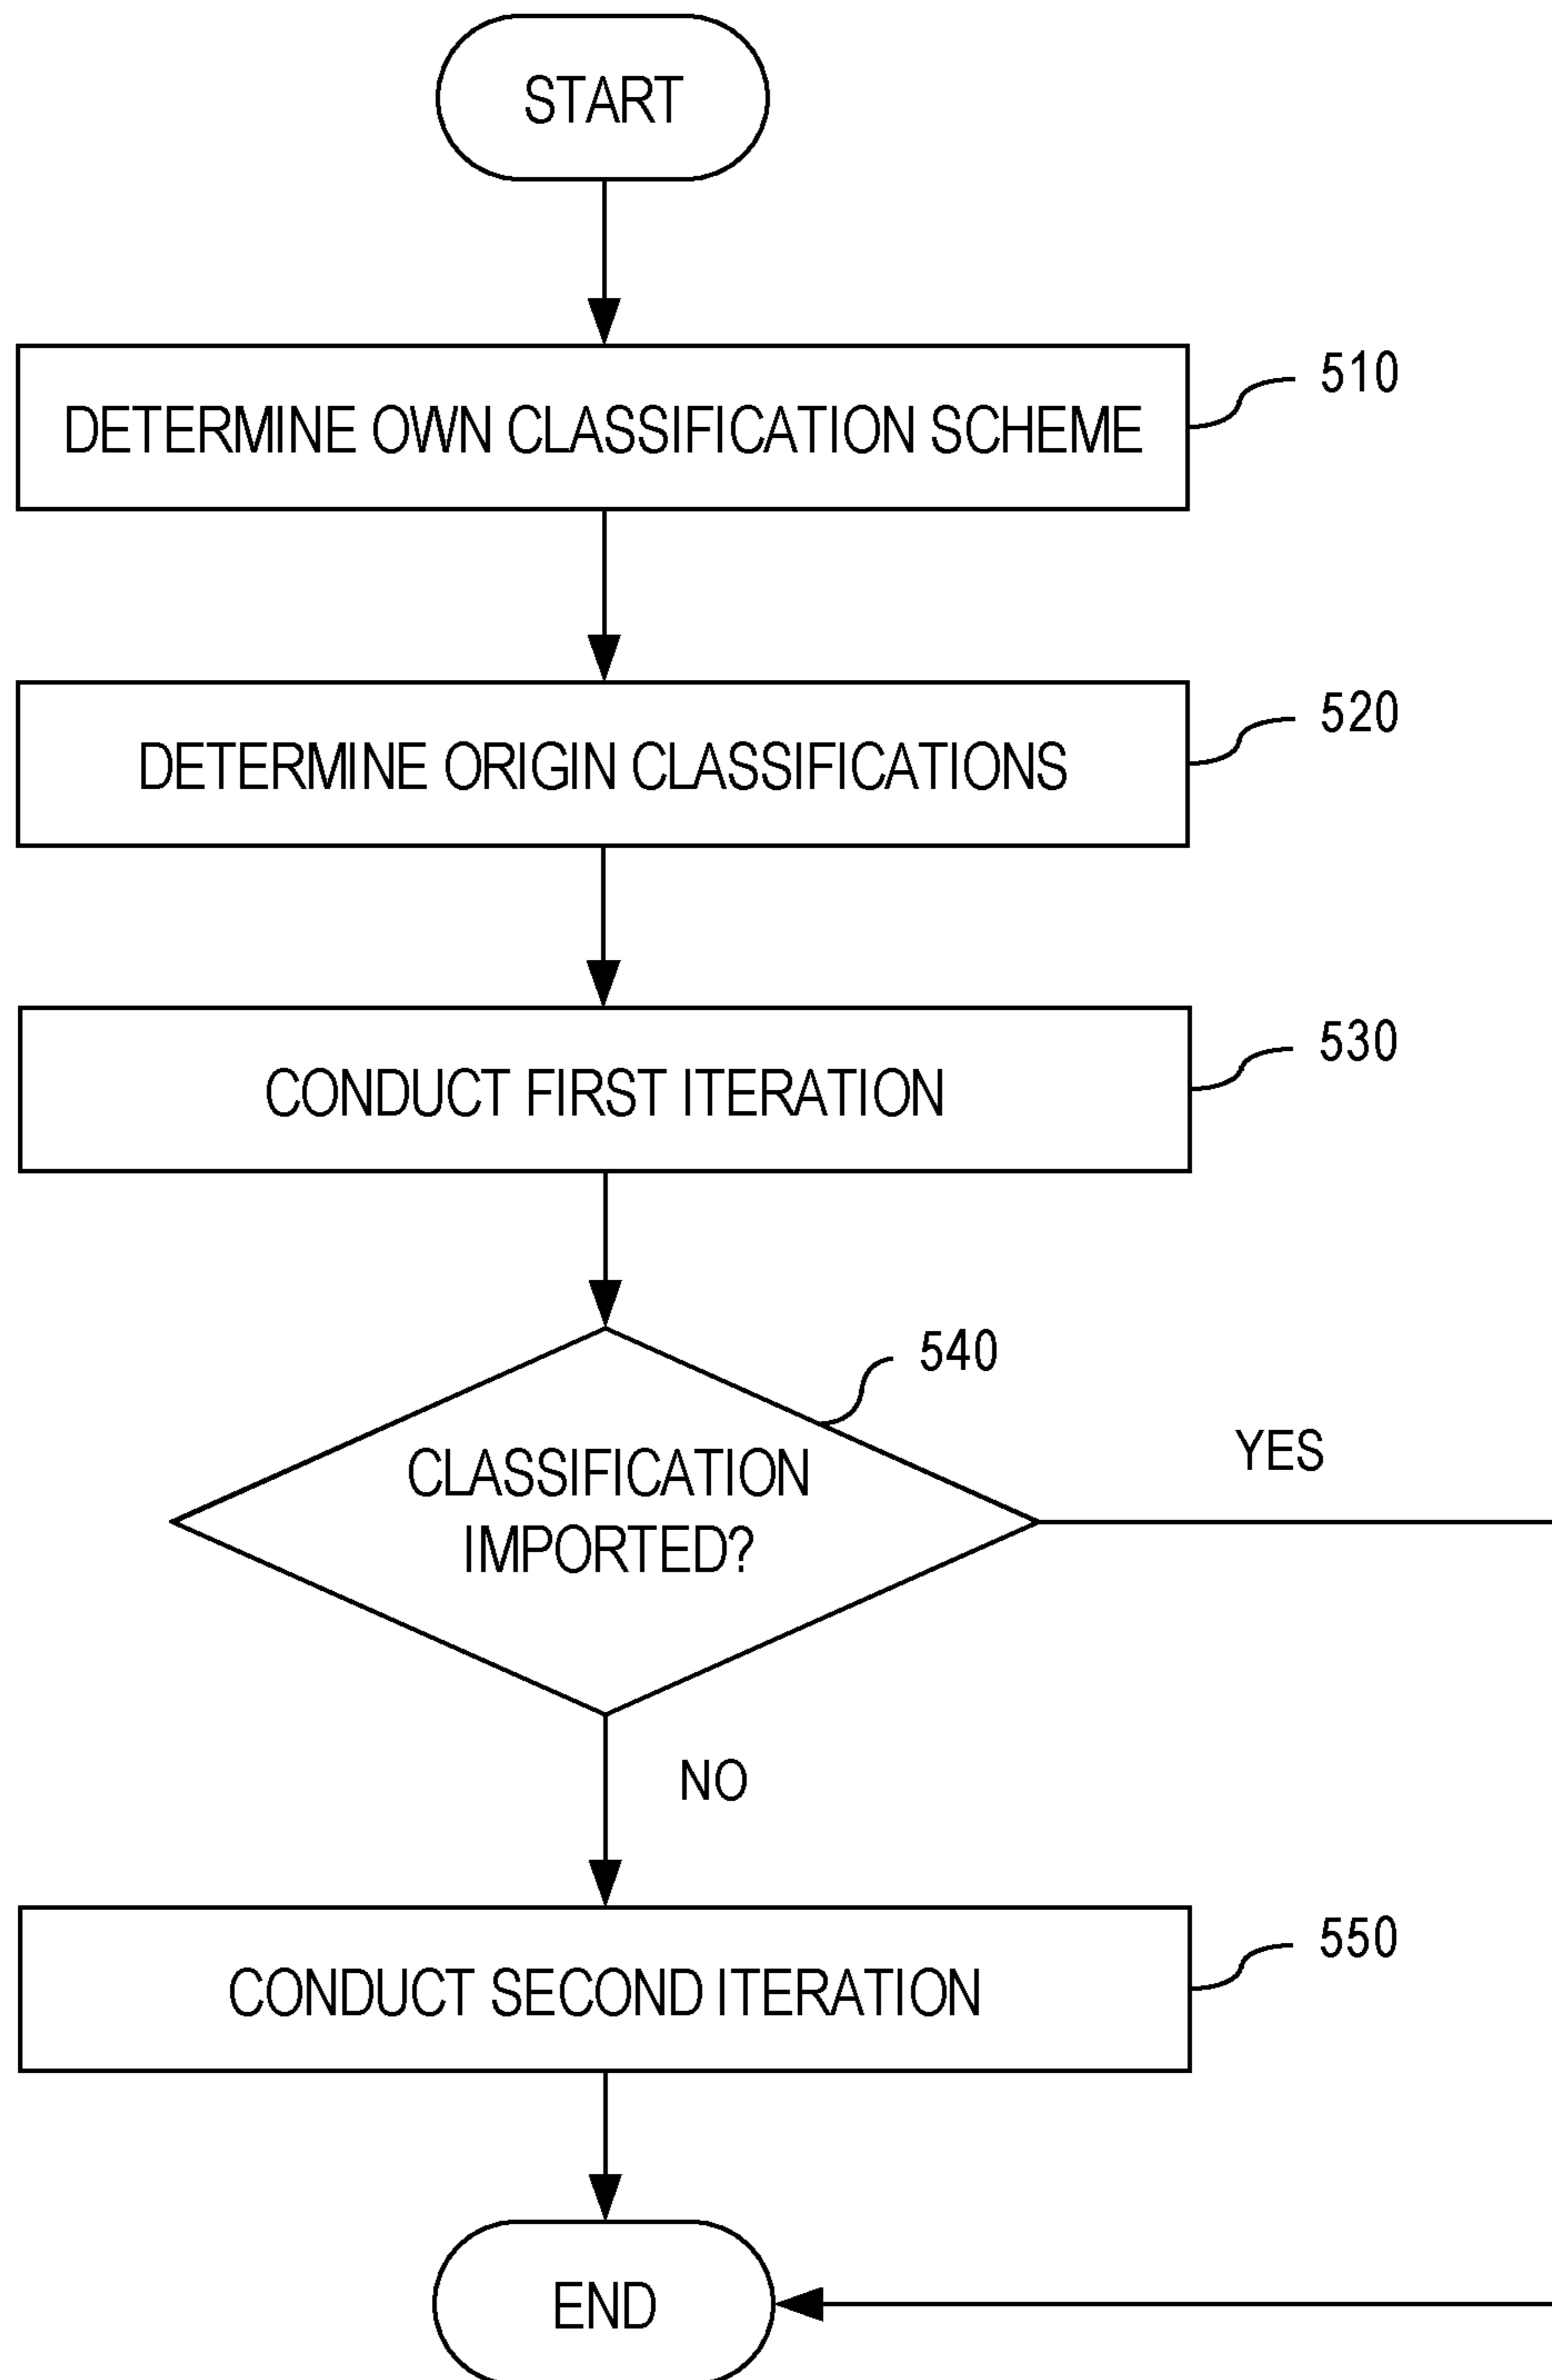 START
DETERMINE OWN CLASSIFICATION SCHEME
510
DETERMINE ORIGIN CLASSIFICATIONS
520
CONDUCT FIRST ITERATION
530
540
CLASSIFICATION
IMPORTED?
YES
NO
CONDUCT SECOND ITERATION
550
END